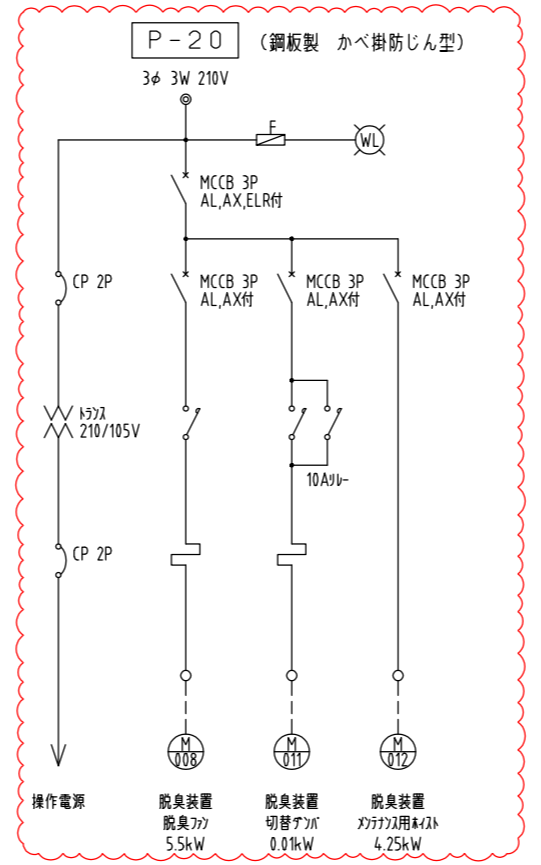 P-20 (鋼板製 かべ掛防じん型)
3φ 3W 210V
F
WL
MCCB 3P
AL,AX,ELR付
CP 2P
MCCB 3P
AL,AX付
MCCB 3P
AL,AX付
MCCB 3P
AL,AX付
トランス
210/105V
10Aリレー
CP 2P
M
008
M
011
M
012
操作電源
脱臭装置
脱臭ファン
5.5kW
脱臭装置
切替ダンパ
0.01kW
脱臭装置
メンテナンス用ホイスト
4.25kW